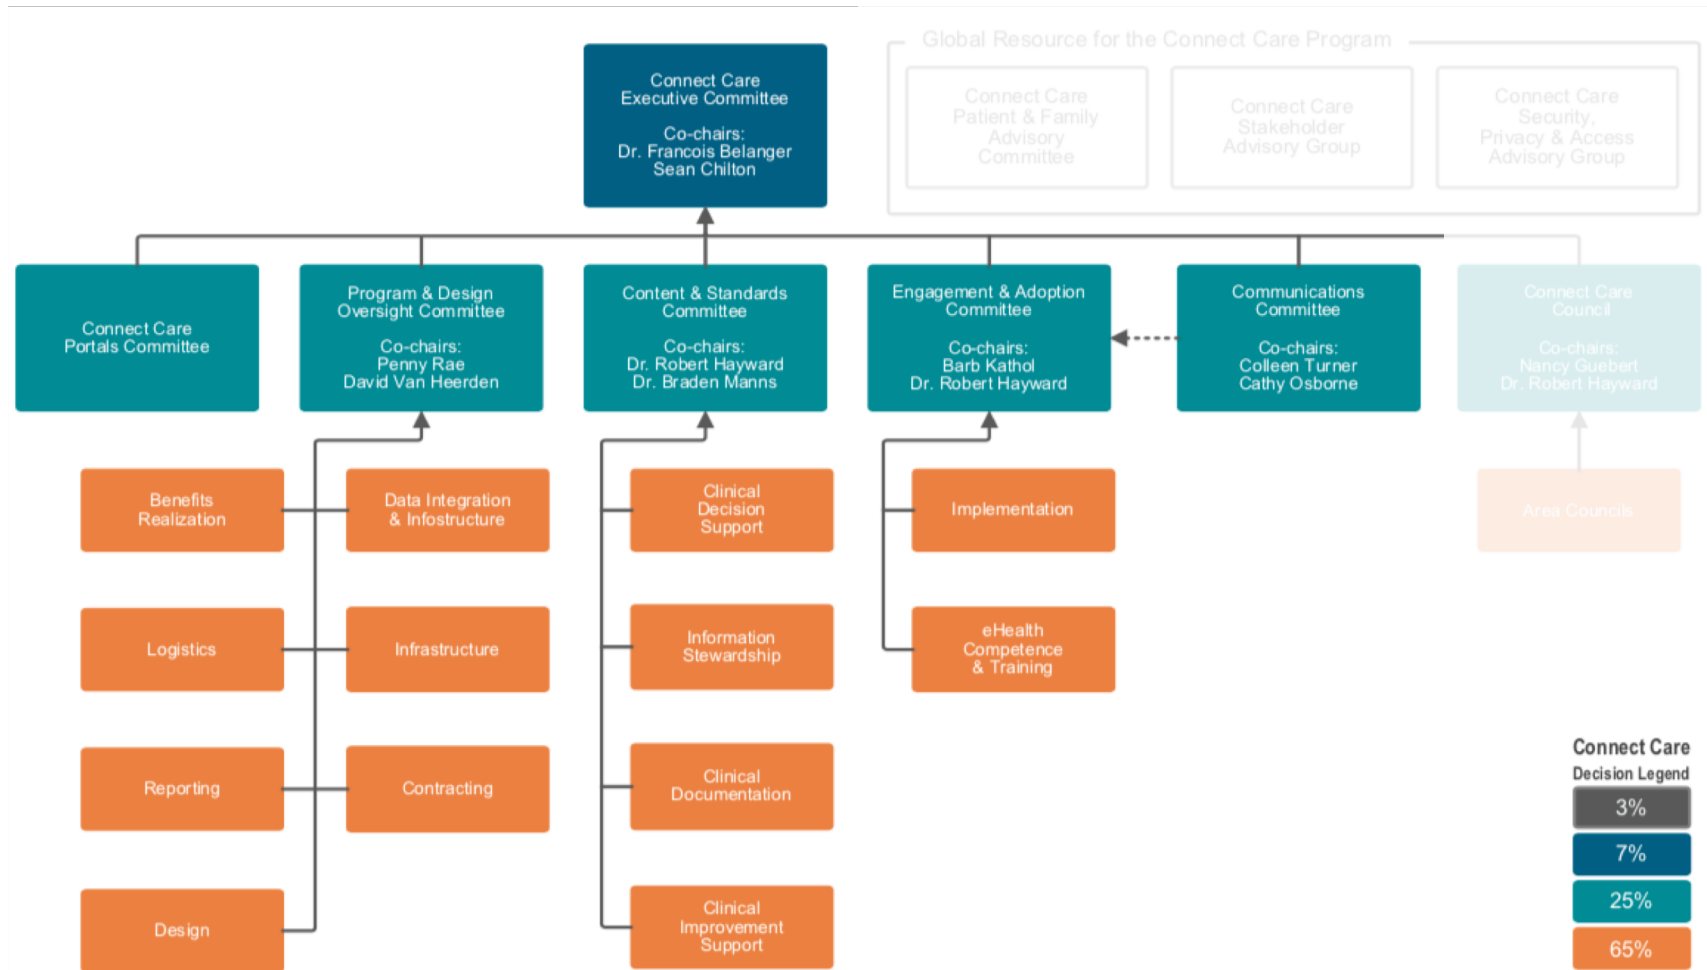 Global Resource for the Connect Care Program
Connect Care
Executive Committee
Co-chairs:
Dr. Francois Belanger
Sean Chilton
Connect Care
Patient & Family
Advisory
Committee
Connect Care
Stakeholder
Advisory Group
Connect Care
Security,
Privacy & Access
Advisory Group
Connect Care
Portals Committee
Program & Design
Oversight Committee
Co-chairs:
Penny Rae
David Van Heerden
Content & Standards
Committee
Co-chairs:
Dr. Robert Hayward
Dr. Braden Manns
Engagement & Adoption
Committee
Co-chairs:
Barb Kathol
Dr. Robert Hayward
Communications
Committee
Co-chairs:
Colleen Turner
Cathy Osborne
Connect Care
Council
Co-chairs:
Nancy Guebert
Dr. Robert Hayward
Benefits
Realization
Data Integration
& Infostructure
Clinical
Decision
Support
Implementation
Area Councils
Logistics
Infrastructure
Information
Stewardship
eHealth
Competence
& Training
Reporting
Contracting
Clinical
Documentation
Design
Clinical
Improvement
Support
Connect Care
Decision Legend
3%
7%
25%
65%